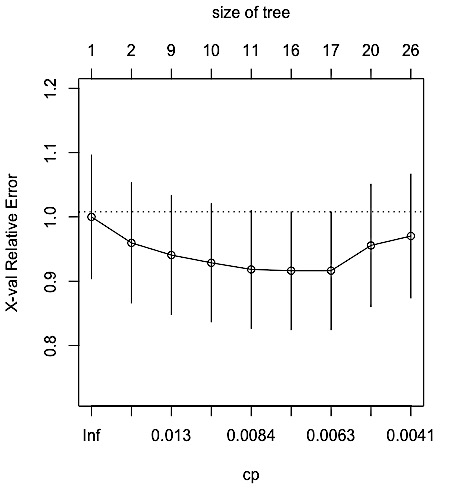 size of tree
1 2 9 10 11 16 17 20 26
X-val Relative Error
1.2
1.1
1.0
0.9
0.8
Inf 0.013 0.0084 0.0063 0.0041
cp